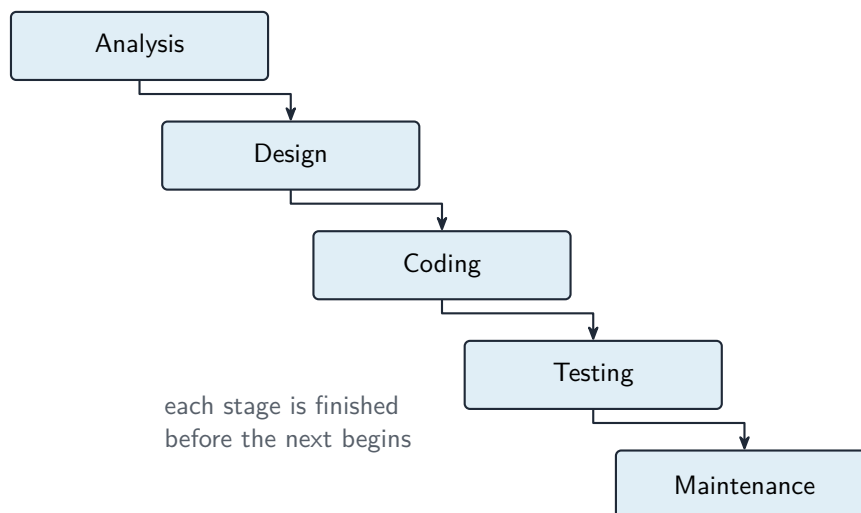 Analysis
Design
Coding
Testing
each stage is finished
before the next begins
Maintenance